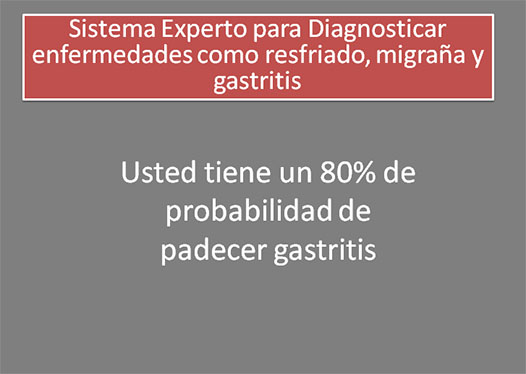 Sistema Experto para Diagnosticar
enfermedades como resfriado, migraña y
gastritis
Usted tiene un 80% de
probabilidad de
padecer gastritis